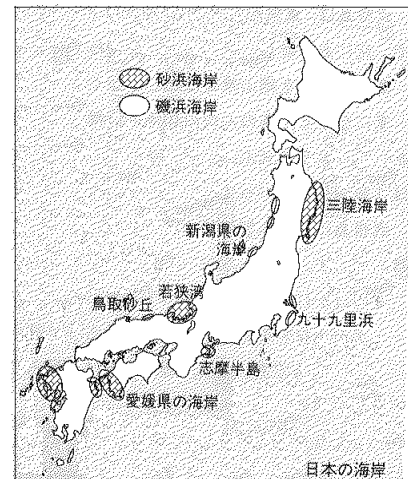 砂浜海岸
磯浜海岸
三陸海岸
新潟県の
海岸
若狭湾
鳥取砂丘
九十九里浜
志摩半島
愛媛県の海岸
日本の海岸